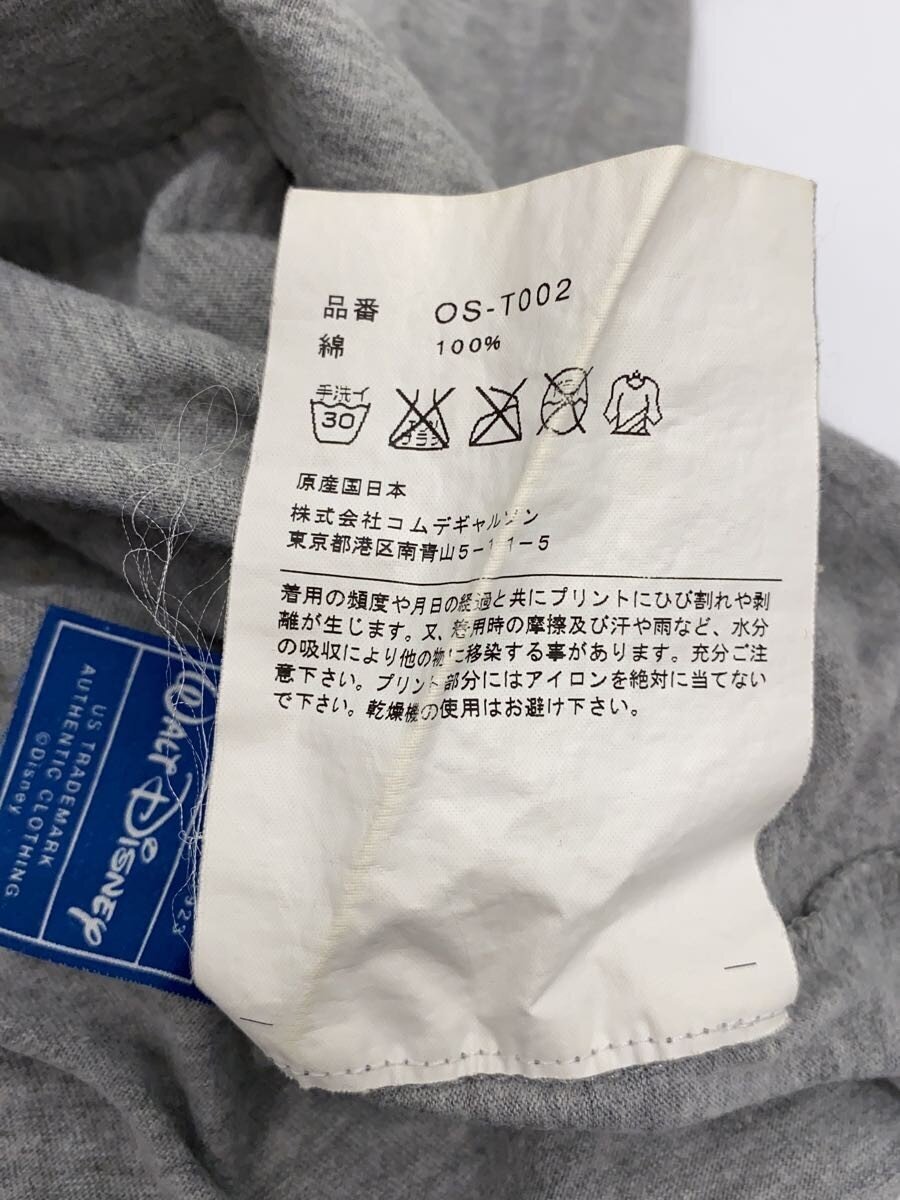 品番 OS-T002
綿 100%
手洗イ
30
原産国日本
株式会社コムデギャルソン
東京都港区南青山5-11-5
着用の頻度や月日の経過と共にプリントにひび割れや剥
離が生じます。又、着用時の摩擦及び汗や雨など、水分
の吸収により他の物に移染する事があります。充分ご注
意下さい。プリント部分にはアイロンを絶対に当てない
で下さい。乾燥機の使用はお避け下さい。
WALT DISNEY
US TRADEMARK
AUTHENTIC CLOTHING
©Disney